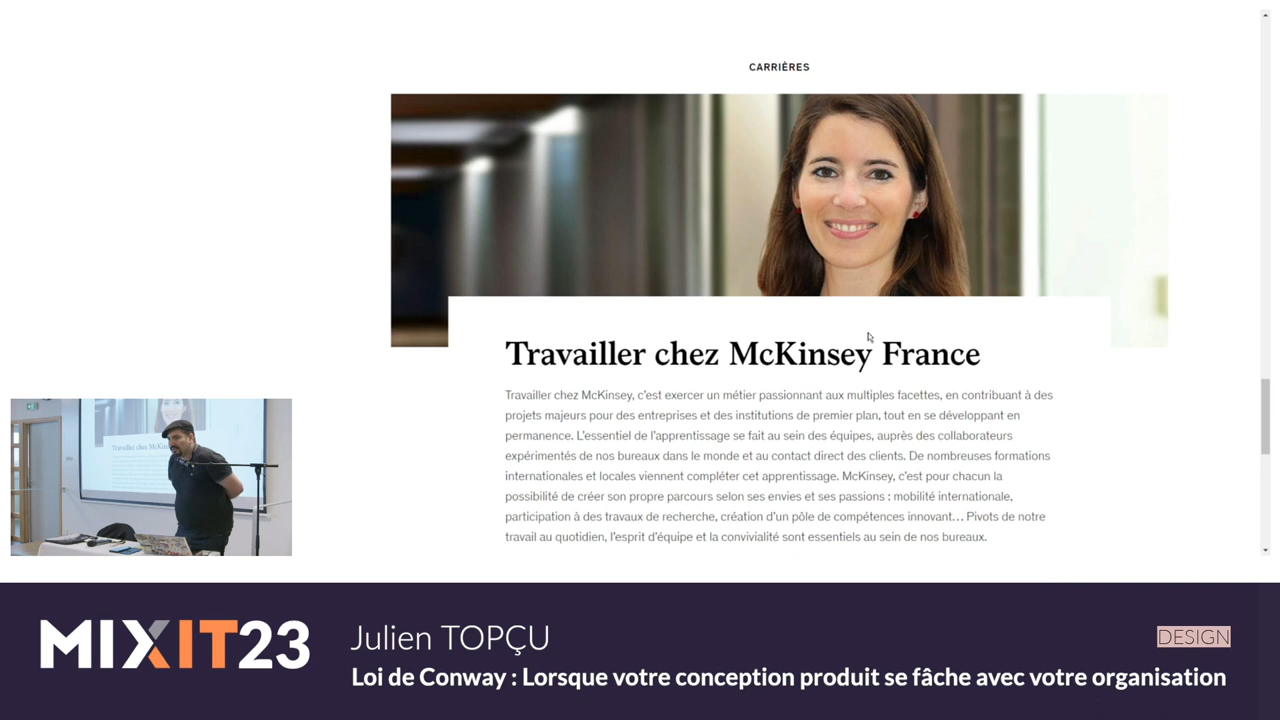 CARRIÈRES
Travailler chez McKinsey France
Travailler chez McKinsey, c'est exercer un métier passionnant aux multiples facettes, en contribuant à des
projets majeurs pour des entreprises et des institutions de premier plan, tout en se développant en
permanence. L'essentiel de l'apprentissage se fait au sein des équipes, auprès des collaborateurs
expérimentés de nos bureaux dans le monde et au contact direct des clients. De nombreuses formations
internationales et locales viennent compléter cet apprentissage. McKinsey, c'est pour chacun la
possibilité de créer son propre parcours selon ses envies et ses passions : mobilité internationale,
participation à des travaux de recherche, création d'un pôle de compétences innovant… Pivots de notre
travail au quotidien, l'esprit d'équipe et la convivialité sont essentiels au sein de nos bureaux.
Travailler chez McKin
MIXIT23
Julien TOPÇU
DESIGN
Loi de Conway : Lorsque votre conception produit se fâche avec votre organisation